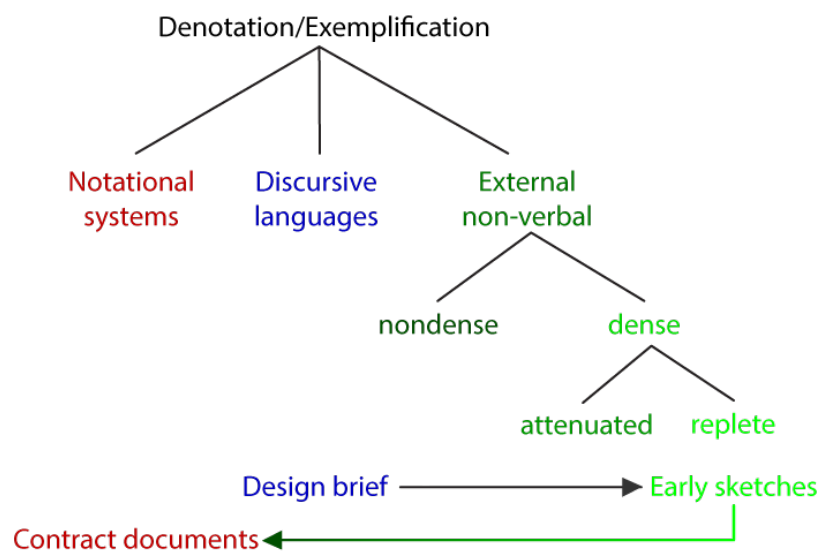 Denotation/Exemplification
Notational
systems
Discursive
languages
External
non-verbal
nondense
dense
attenuated
replete
Design brief
Early sketches
Contract documents